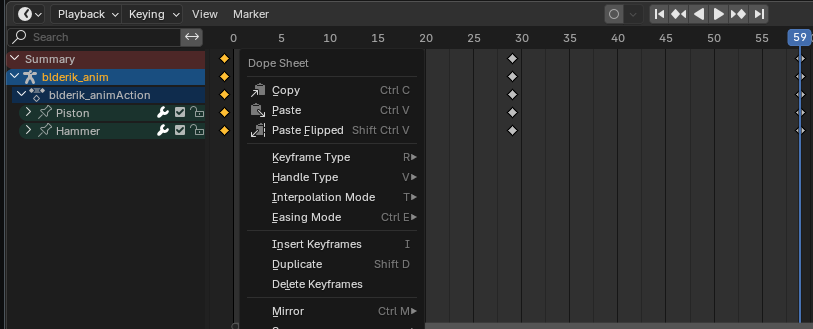 Playback Keying View Marker
Search
0 5 10 15 20 25 30 35 40 45 50 55 59
Summary
blderik_anim
blderik_animAction
Piston
Hammer
Dope Sheet
Copy Ctrl C
Paste Ctrl V
Paste Flipped Shift Ctrl V
Keyframe Type R
Handle Type V
Interpolation Mode T
Easing Mode Ctrl E
Insert Keyframes I
Duplicate Shift D
Delete Keyframes
Mirror Ctrl M